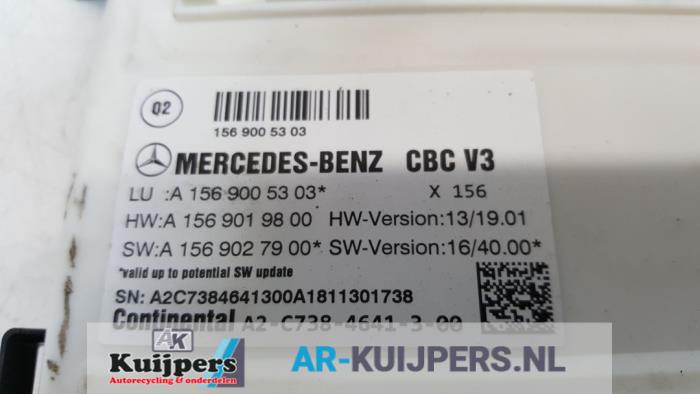 Q2
156 900 53 03
MERCEDES-BENZ CBC V3
LU :A 156 900 53 03* X 156
HW:A 156 901 98 00 HW-Version:13/19.01
SW:A 156 902 79 00* SW-Version:16/40.00*
*valid up to potential SW update
SN: A2C7384641300A1811301738
Continental A2-C738-4641-3-00
AK
Kuijpers
Autorecycling & onderdelen
AR-KUIJPERS.NL